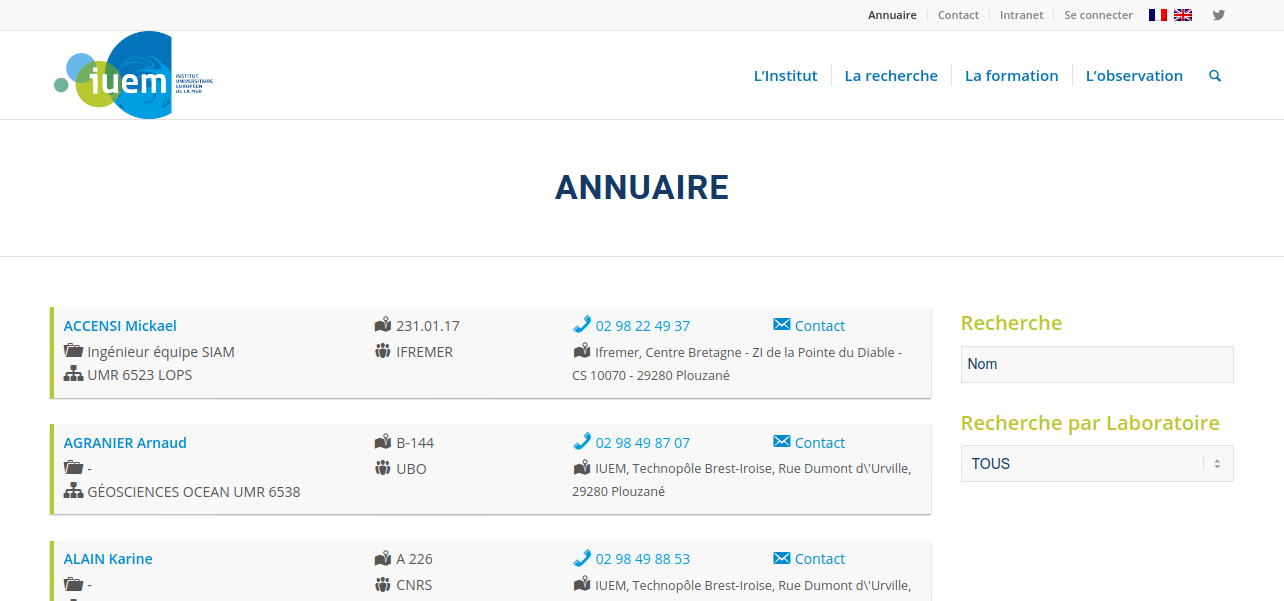 Annuaire Contact Intranet Se connecter
iuem INSTITUT UNIVERSITAIRE EUROPÉEN DE LA MER
L'Institut La recherche La formation L'observation
ANNUAIRE
ACCENSI Mickael 231.01.17 02 98 22 49 37 Contact
Ingénieur équipe SIAM IFREMER Ifremer, Centre Bretagne - ZI de la Pointe du Diable -
UMR 6523 LOPS CS 10070 - 29280 Plouzané
AGRANIER Arnaud B-144 02 98 49 87 07 Contact
- UBO IUEM, Technopôle Brest-Iroise, Rue Dumont d\'Urville,
GÉOSCIENCES OCEAN UMR 6538 29280 Plouzané
ALAIN Karine A 226 02 98 49 88 53 Contact
- CNRS IUEM, Technopôle Brest-Iroise, Rue Dumont d\'Urville,
Recherche
Nom
Recherche par Laboratoire
TOUS